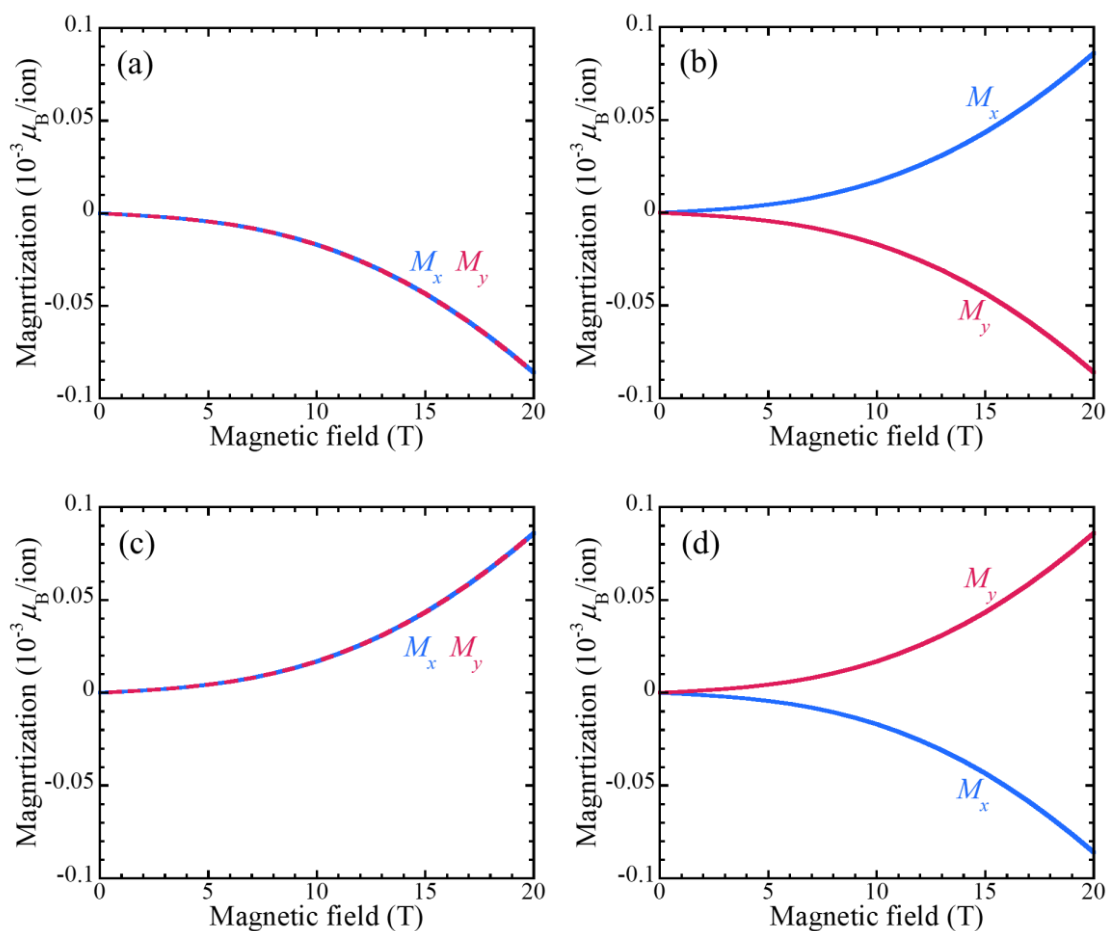 (a)
0.1
0.05
0
-0.05
-0.1
Magnrtization (10⁻³ μ_B/ion)
M_x M_y
0 5 10 15 20
Magnetic field (T)
(b)
0.1
0.05
0
-0.05
-0.1
Magnrtization (10⁻³ μ_B/ion)
M_x
M_y
0 5 10 15 20
Magnetic field (T)
(c)
0.1
0.05
0
-0.05
-0.1
Magnrtization (10⁻³ μ_B/ion)
M_x M_y
0 5 10 15 20
Magnetic field (T)
(d)
0.1
0.05
0
-0.05
-0.1
Magnrtization (10⁻³ μ_B/ion)
M_y
M_x
0 5 10 15 20
Magnetic field (T)